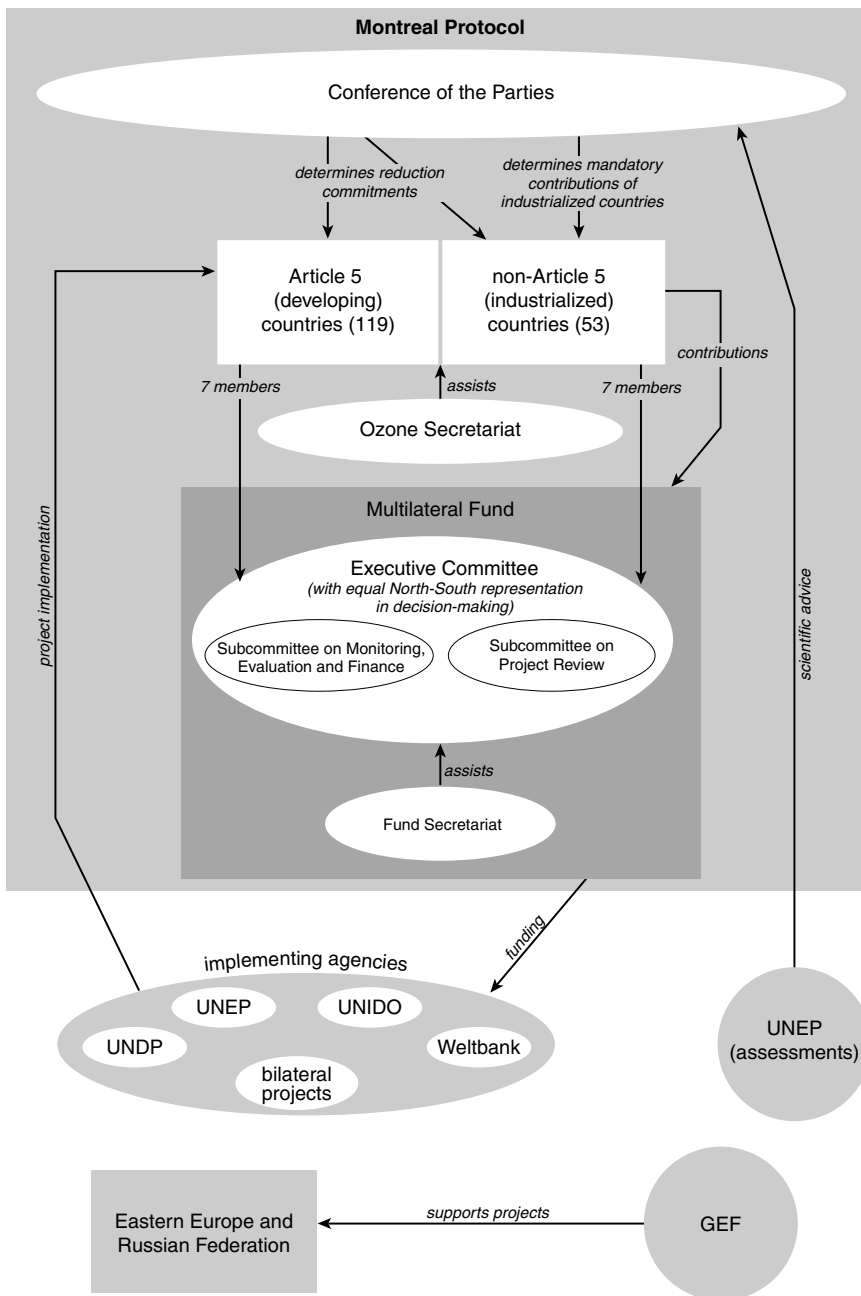 Montreal Protocol
Conference of the Parties
determines reduction
commitments
determines mandatory
contributions of
industrialized countries
Article 5
(developing)
countries (119)
non-Article 5
(industrialized)
countries (53)
contributions
7 members
assists
7 members
Ozone Secretariat
Multilateral Fund
Executive Committee
(with equal North-South representation
in decision-making)
Subcommittee on Monitoring,
Evaluation and Finance
Subcommittee on
Project Review
project implementation
scientific advice
assists
Fund Secretariat
funding
implementing agencies
UNEP
UNIDO
UNDP
Weltbank
bilateral
projects
UNEP
(assessments)
Eastern Europe and
Russian Federation
supports projects
GEF